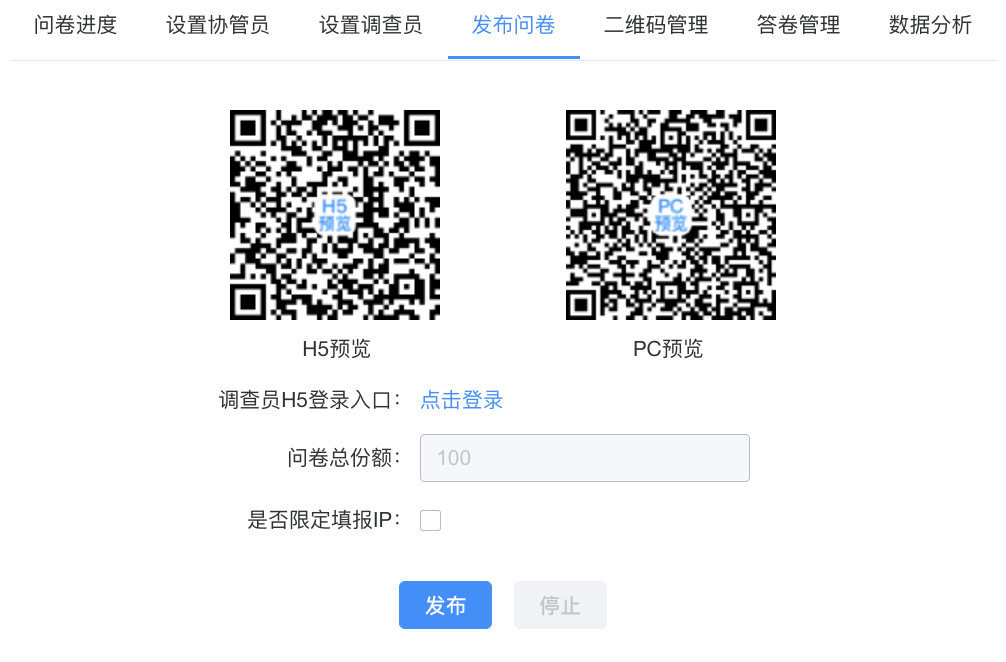 问卷进度 设置协管员 设置调查员 发布问卷 二维码管理 答卷管理 数据分析
H5
预览
PC
预览
H5预览 PC预览
调查员H5登录入口： 点击登录
问卷总份额： 100
是否限定填报IP：
发布 停止